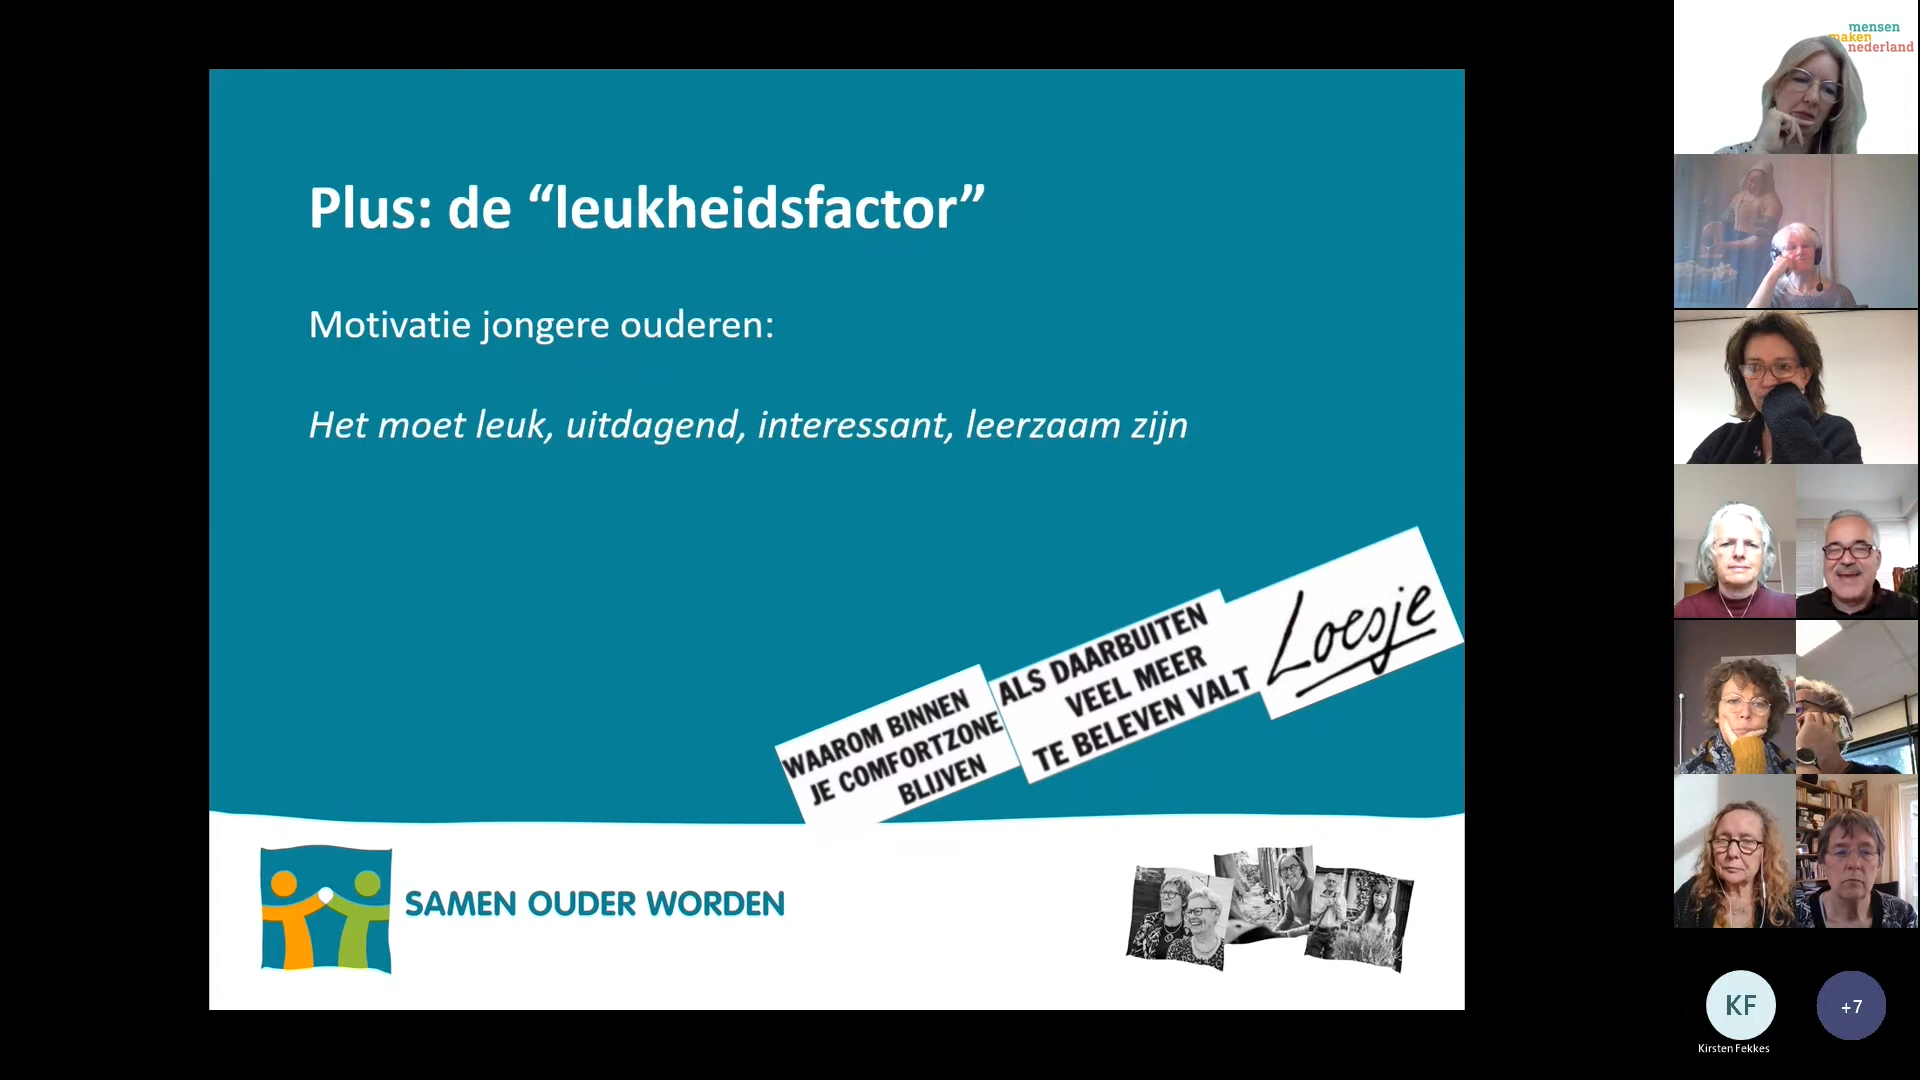 Plus: de “leukheidsfactor”
Motivatie jongere ouderen:
Het moet leuk, uitdagend, interessant, leerzaam zijn
WAAROM BINNEN
JE COMFORTZONE
BLIJVEN
ALS DAARBUITEN
VEEL MEER
TE BELEVEN VALT
Loesje
SAMEN OUDER WORDEN
mensen
maken
nederland
KF
+7
Kirsten Fekkes